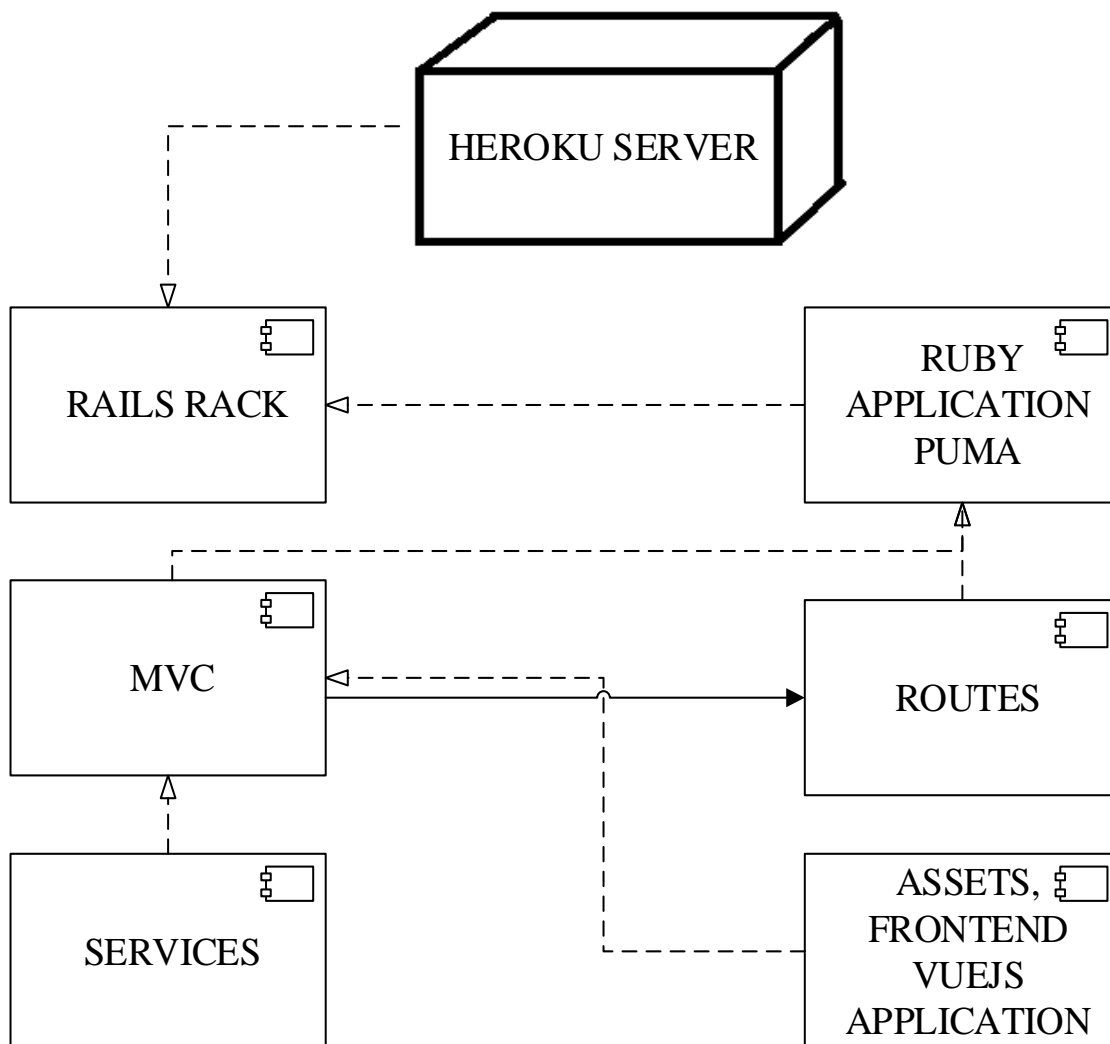 HEROKU SERVER
RAILS RACK
RUBY
APPLICATION
PUMA
MVC
ROUTES
SERVICES
ASSETS,
FRONTEND
VUEJS
APPLICATION